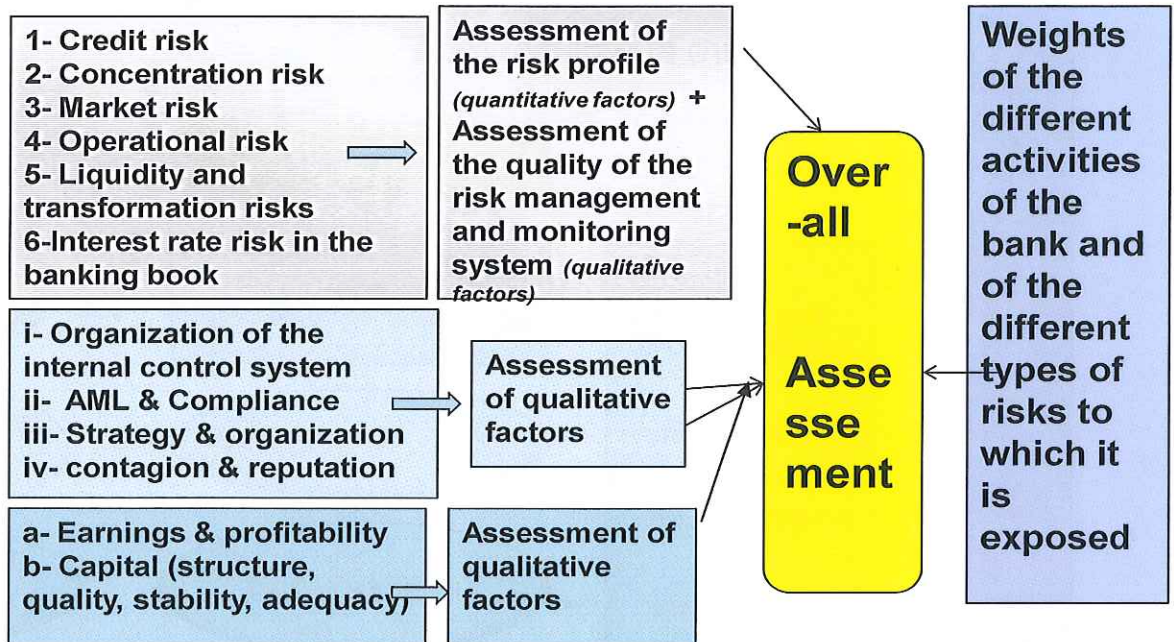 1- Credit risk
2- Concentration risk
3- Market risk
4- Operational risk
5- Liquidity and
transformation risks
6-Interest rate risk in the
banking book
Assessment of
the risk profile
(quantitative factors) +
Assessment of
the quality of the
risk management
and monitoring
system (qualitative
factors)
i- Organization of the
internal control system
ii- AML & Compliance
iii- Strategy & organization
iv- contagion & reputation
Assessment
of qualitative
factors
a- Earnings & profitability
b- Capital (structure,
quality, stability, adequacy)
Assessment of
qualitative
factors
Over
-all
Asse
sse
ment
Weights
of the
different
activities
of the
bank and
of the
different
types of
risks to
which it
is
exposed